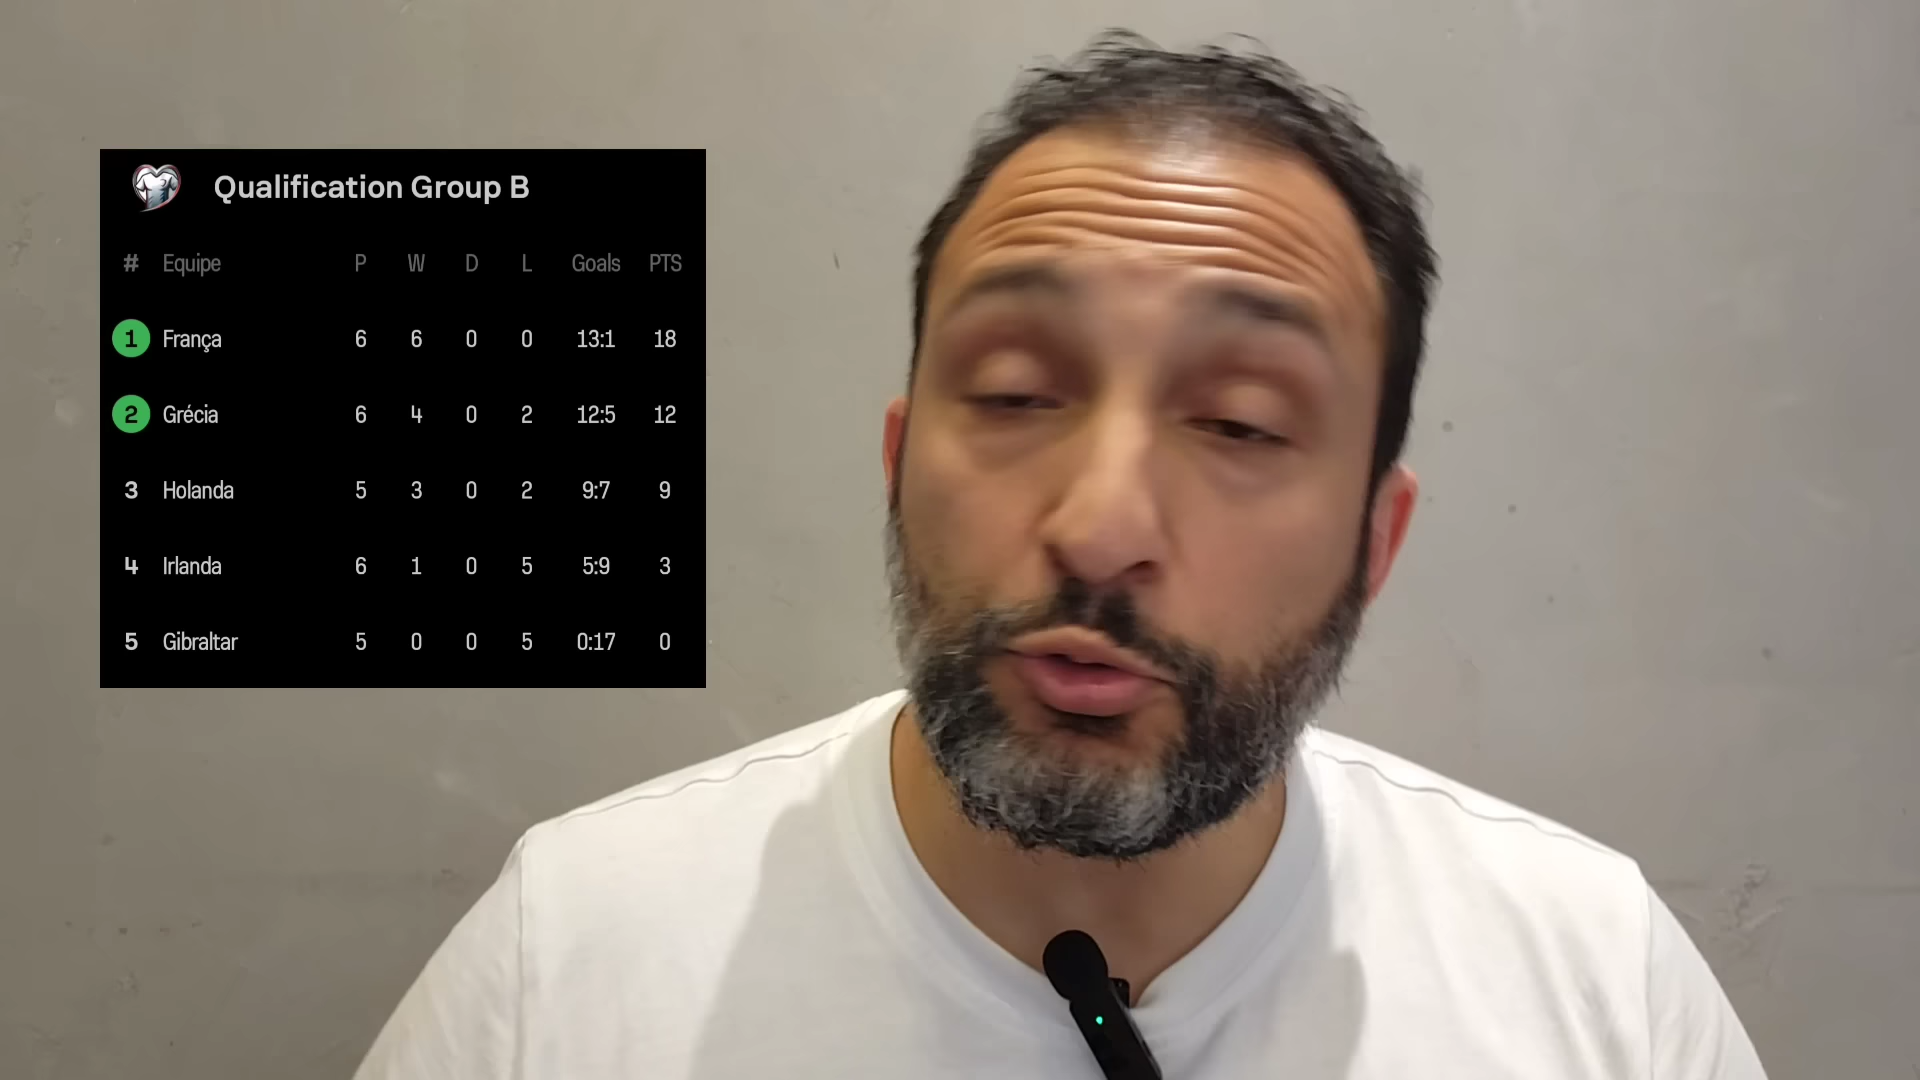 Qualification Group B
# Equipe P W D L Goals PTS
1 França 6 6 0 0 13:1 18
2 Grécia 6 4 0 2 12:5 12
3 Holanda 5 3 0 2 9:7 9
4 Irlanda 6 1 0 5 5:9 3
5 Gibraltar 5 0 0 5 0:17 0